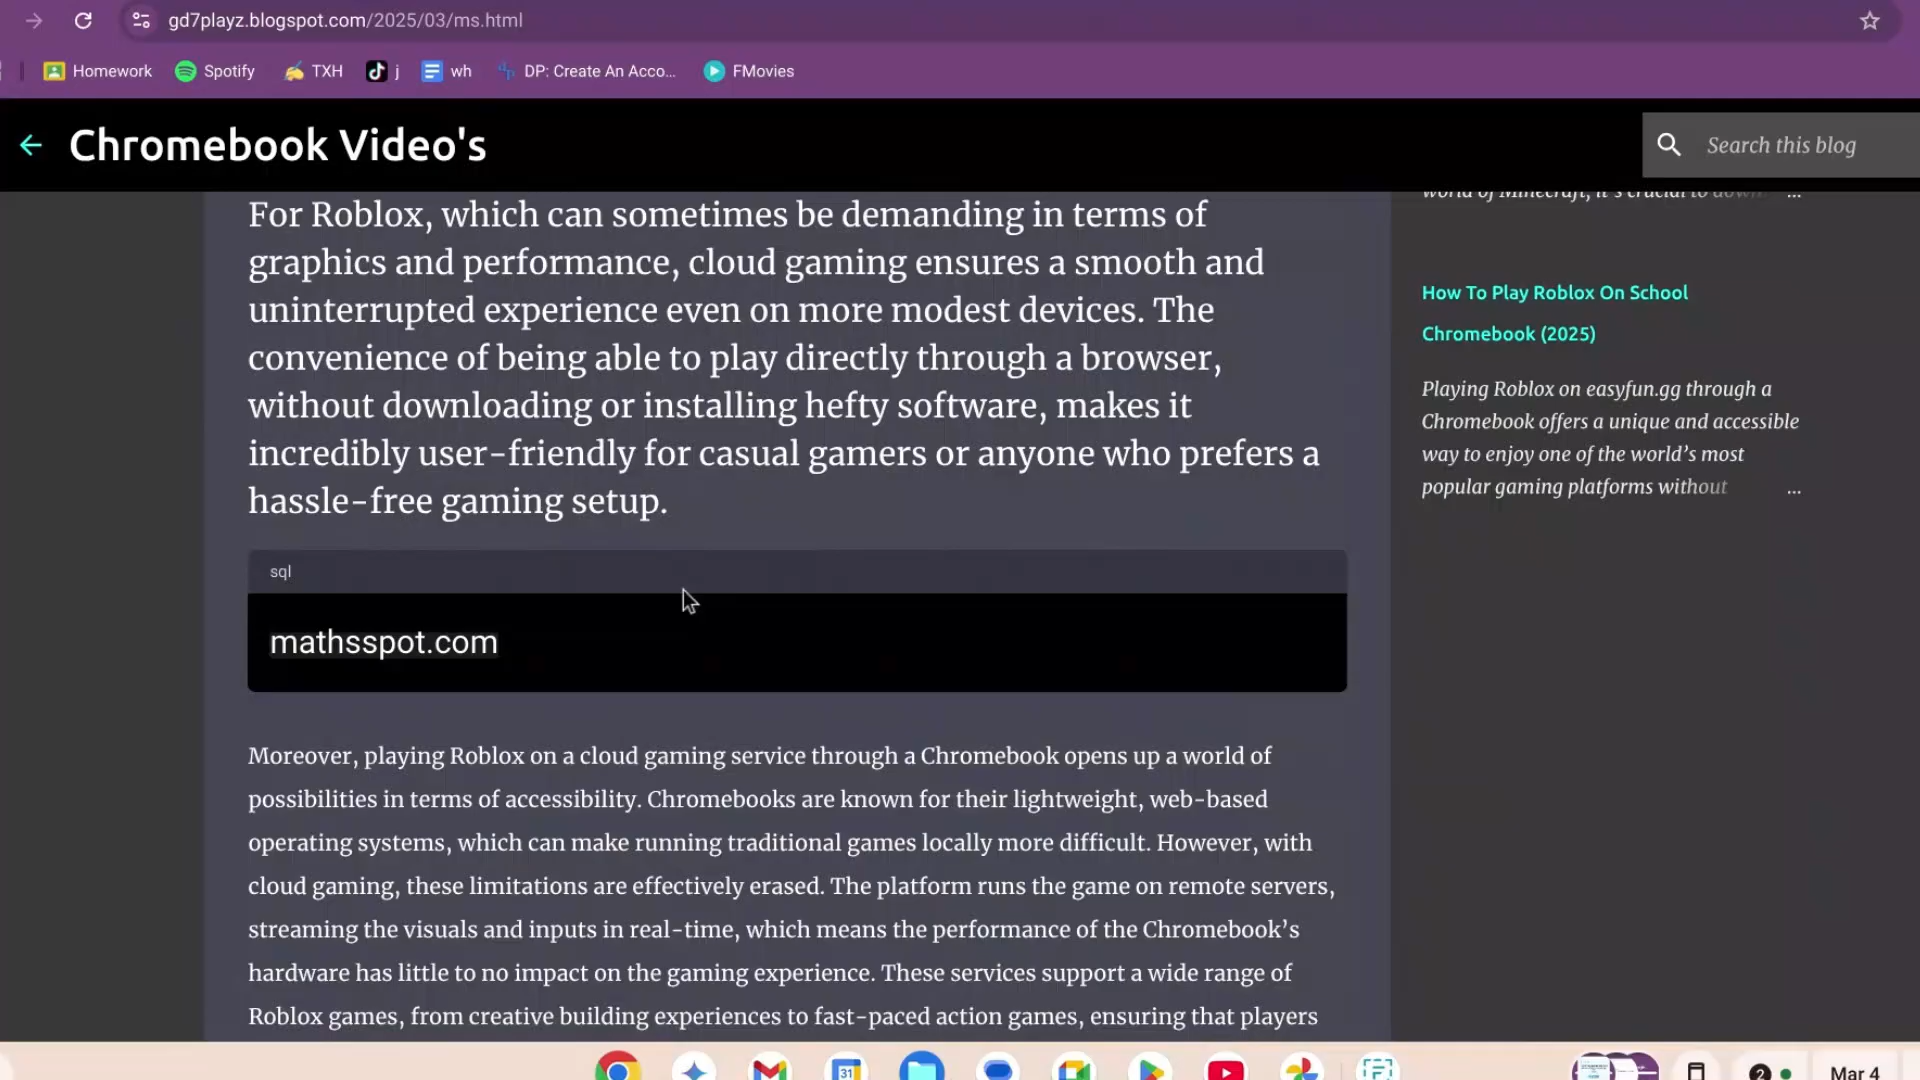 gd7playz.blogspot.com/2025/03/ms.html
Homework Spotify TXH j wh DP: Create An Acco... FMovies
Chromebook Video's
Search this blog
For Roblox, which can sometimes be demanding in terms of
graphics and performance, cloud gaming ensures a smooth and
uninterrupted experience even on more modest devices. The
convenience of being able to play directly through a browser,
without downloading or installing hefty software, makes it
incredibly user-friendly for casual gamers or anyone who prefers a
hassle-free gaming setup.
sql
mathsspot.com
Moreover, playing Roblox on a cloud gaming service through a Chromebook opens up a world of
possibilities in terms of accessibility. Chromebooks are known for their lightweight, web-based
operating systems, which can make running traditional games locally more difficult. However, with
cloud gaming, these limitations are effectively erased. The platform runs the game on remote servers,
streaming the visuals and inputs in real-time, which means the performance of the Chromebook’s
hardware has little to no impact on the gaming experience. These services support a wide range of
Roblox games, from creative building experiences to fast-paced action games, ensuring that players
world of Minecraft, it's crucial to down ...
How To Play Roblox On School
Chromebook (2025)
Playing Roblox on easyfun.gg through a
Chromebook offers a unique and accessible
way to enjoy one of the world’s most
popular gaming platforms without ...
31
2
Mar 4